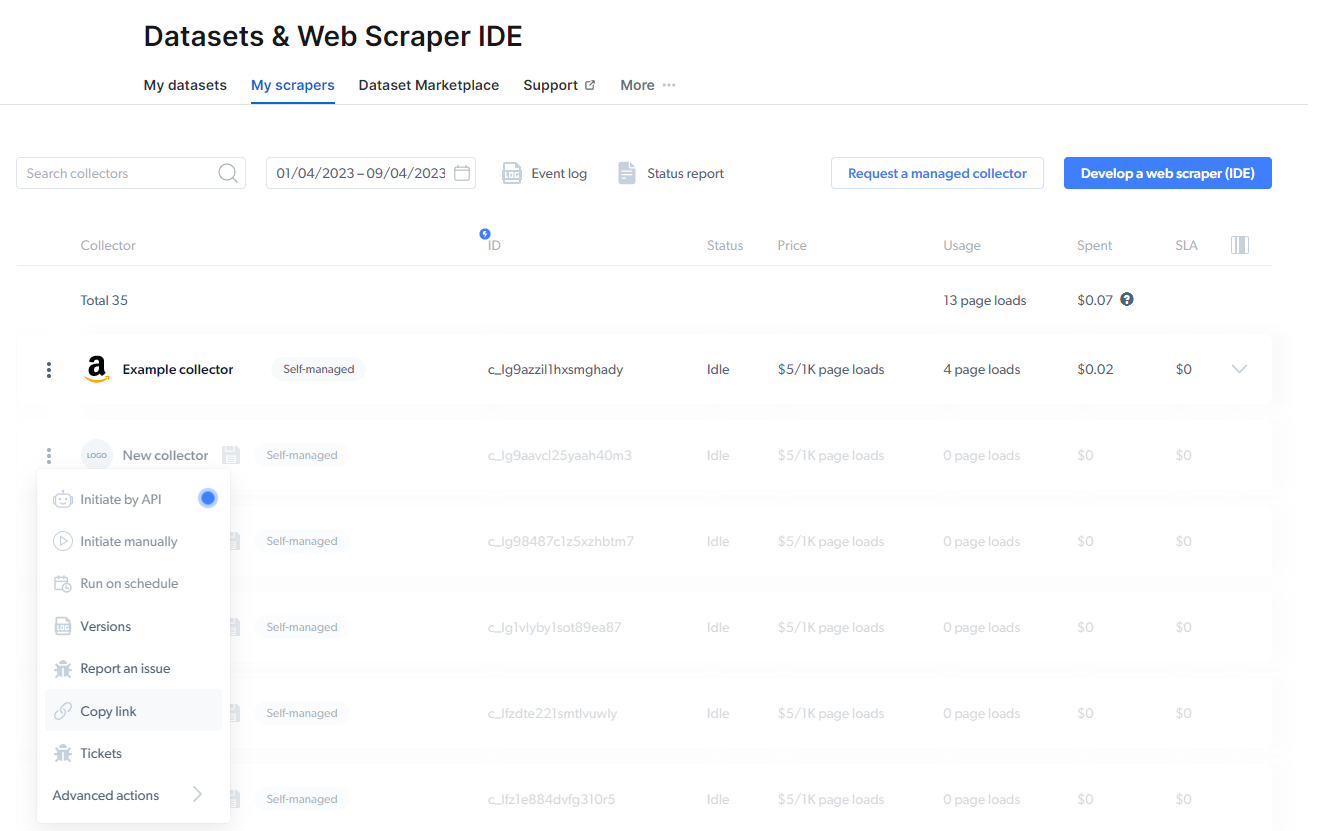 Datasets & Web Scraper IDE
My datasets My scrapers Dataset Marketplace Support More
Search collectors 01/04/2023 – 09/04/2023 LOG Event log Status report Request a managed collector Develop a web scraper (IDE)
Collector ID Status Price Usage Spent SLA
Total 35 13 page loads $0.07 ?
a Example collector Self-managed c_lg9azzil1hxsmghady Idle $5/1K page loads 4 page loads $0.02 $0
LOGO New collector Self-managed c_lg9aavcl25yaah40m3 Idle $5/1K page loads 0 page loads $0 $0
Initiate by API
Initiate manually Self-managed c_lg98487c1z5xzhbtm7 Idle $5/1K page loads 0 page loads $0 $0
Run on schedule
LOG Versions Self-managed c_lg1vlyby1sot89ea87 Idle $5/1K page loads 0 page loads $0 $0
Report an issue
Copy link Self-managed c_lfzdte221smtlvuwly Idle $5/1K page loads 0 page loads $0 $0
Tickets
Advanced actions Self-managed c_lfz1e884dvfg310r5 Idle $5/1K page loads 0 page loads $0 $0